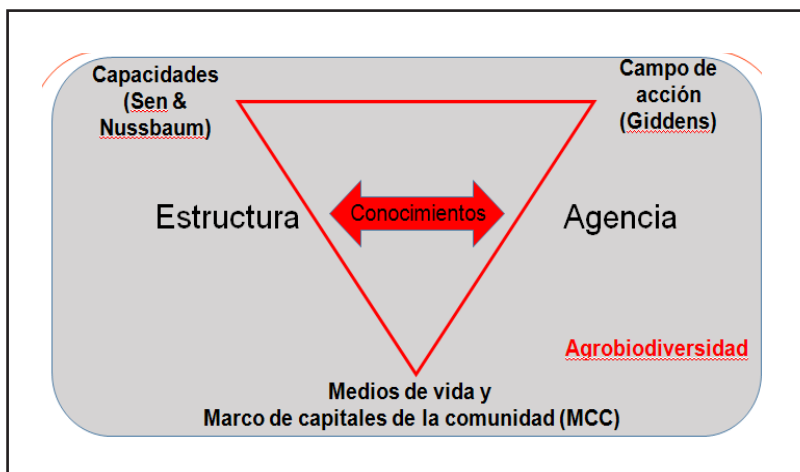 Capacidades
(Sen &
Nussbaum)
Campo de
acción
(Giddens)
Estructura
Conocimientos
Agencia
Agrobiodiversidad
Medios de vida y
Marco de capitales de la comunidad (MCC)